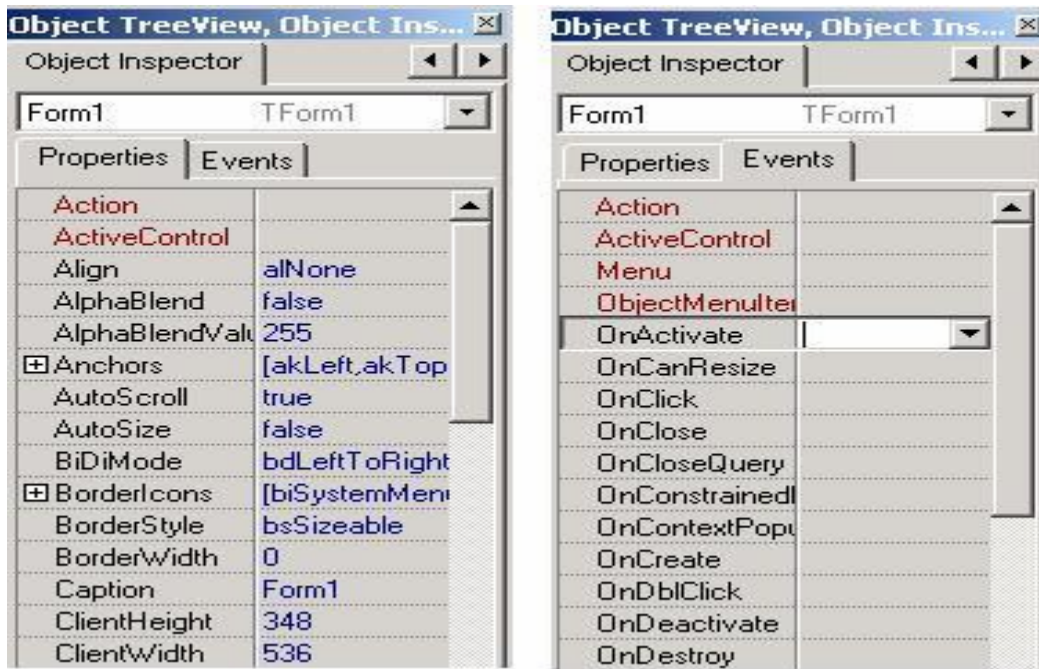 Object TreeView, Object Ins...
Object Inspector
Form1 TForm1
Properties Events
Action
ActiveControl
Align alNone
AlphaBlend false
AlphaBlendValu 255
Anchors [akLeft,akTop
AutoScroll true
AutoSize false
BiDiMode bdLeftToRight
BorderIcons [biSystemMenu
BorderStyle bsSizeable
BorderWidth 0
Caption Form1
ClientHeight 348
ClientWidth 536
Object TreeView, Object Ins...
Object Inspector
Form1 TForm1
Properties Events
Action
ActiveControl
Menu
ObjectMenuIter
OnActivate
OnCanResize
OnClick
OnClose
OnCloseQuery
OnConstrainedI
OnContextPopu
OnCreate
OnDblClick
OnDeactivate
OnDestroy